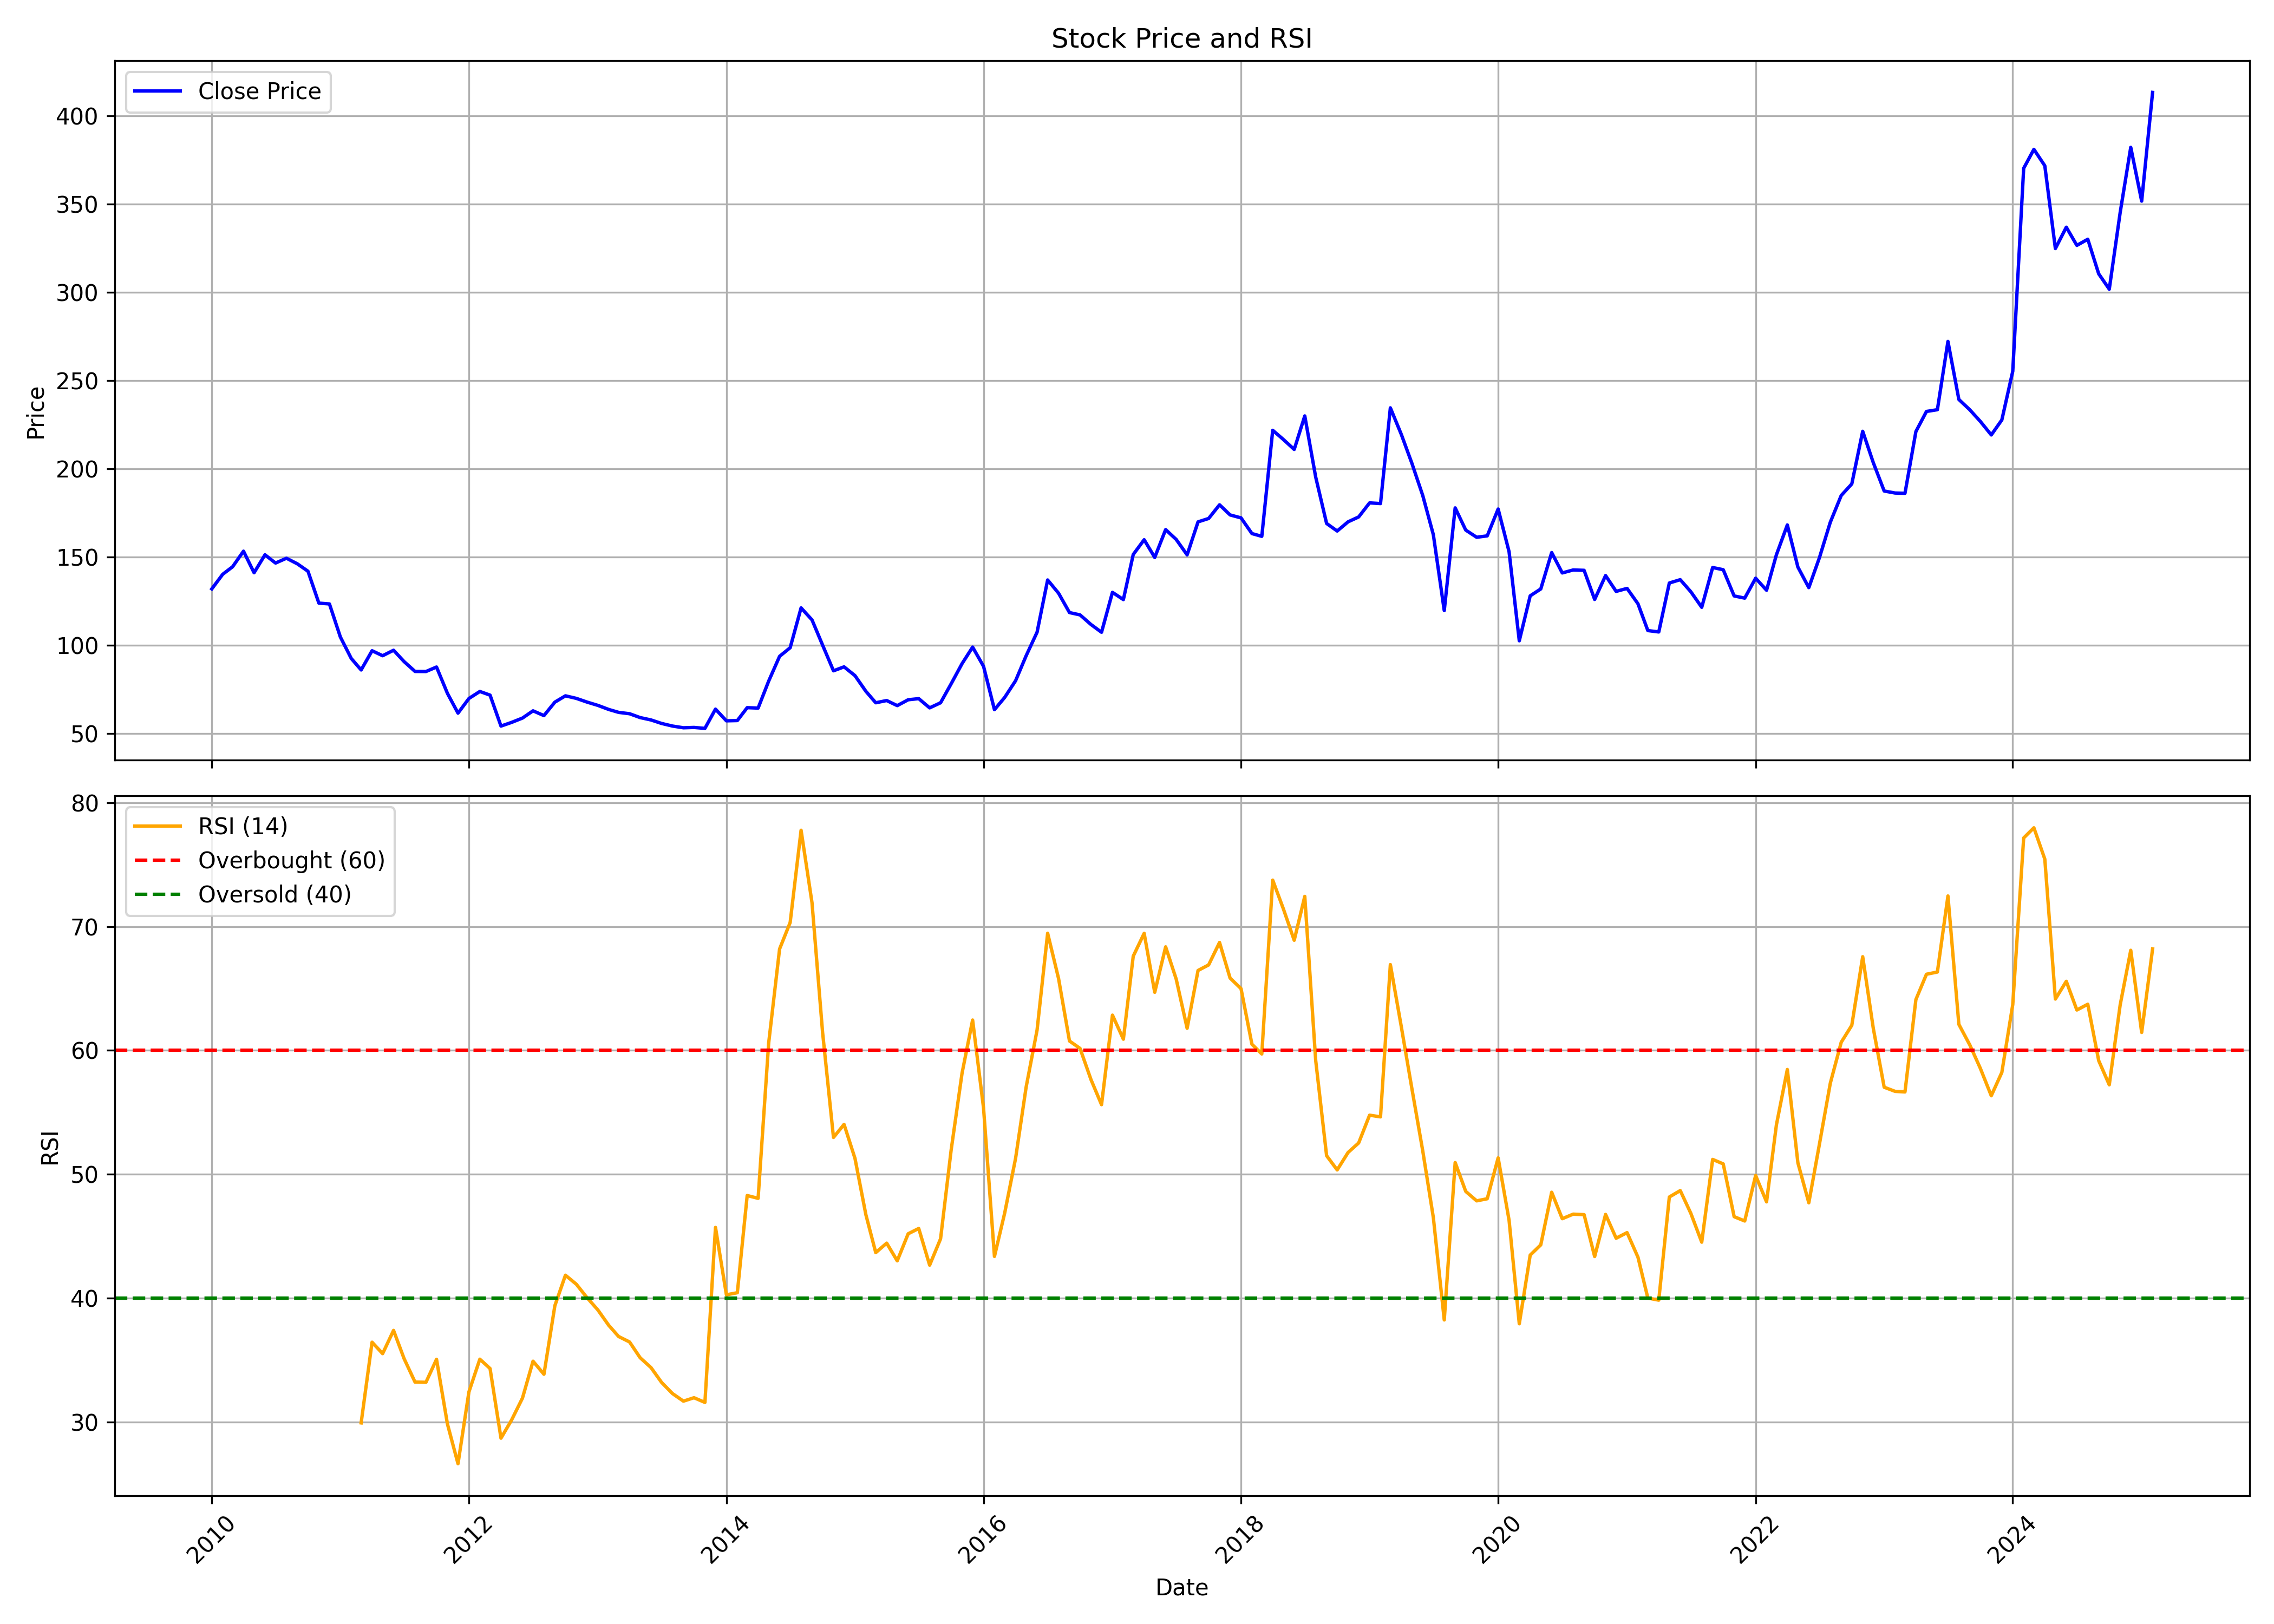 Stock Price and RSI
Close Price
400
350
300
250
200
150
100
50
Price
RSI (14)
Overbought (60)
Oversold (40)
80
70
60
50
40
30
RSI
2010
2012
2014
2016
2018
2020
2022
2024
Date